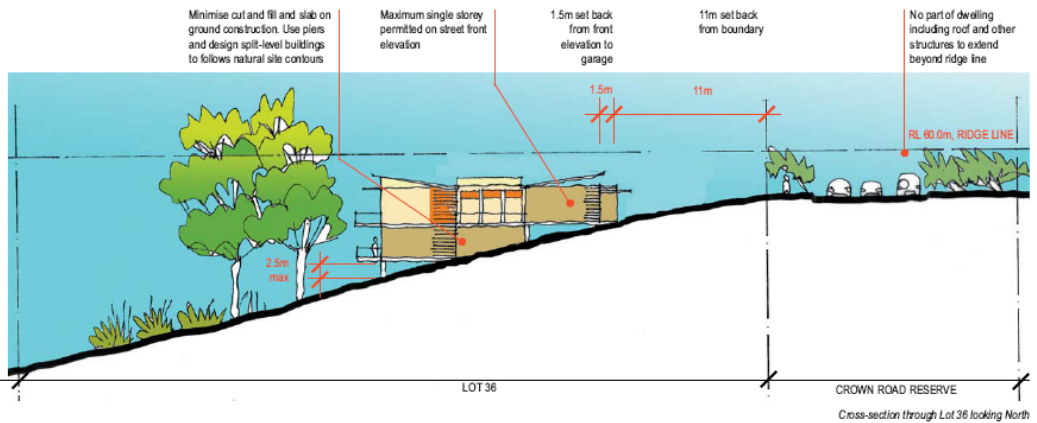 Minimise cut and fill and slab on
ground construction. Use piers
and design split-level buildings
to follows natural site contours
Maximum single storey
permitted on street front
elevation
1.5m set back
from front
elevation to
garage
11m set back
from boundary
No part of dwelling
including roof and other
structures to extend
beyond ridge line
1.5m
11m
RL 60.0m, RIDGE LINE
2.5m
max
LOT 36
CROWN ROAD RESERVE
Cross-section through Lot 36 looking North